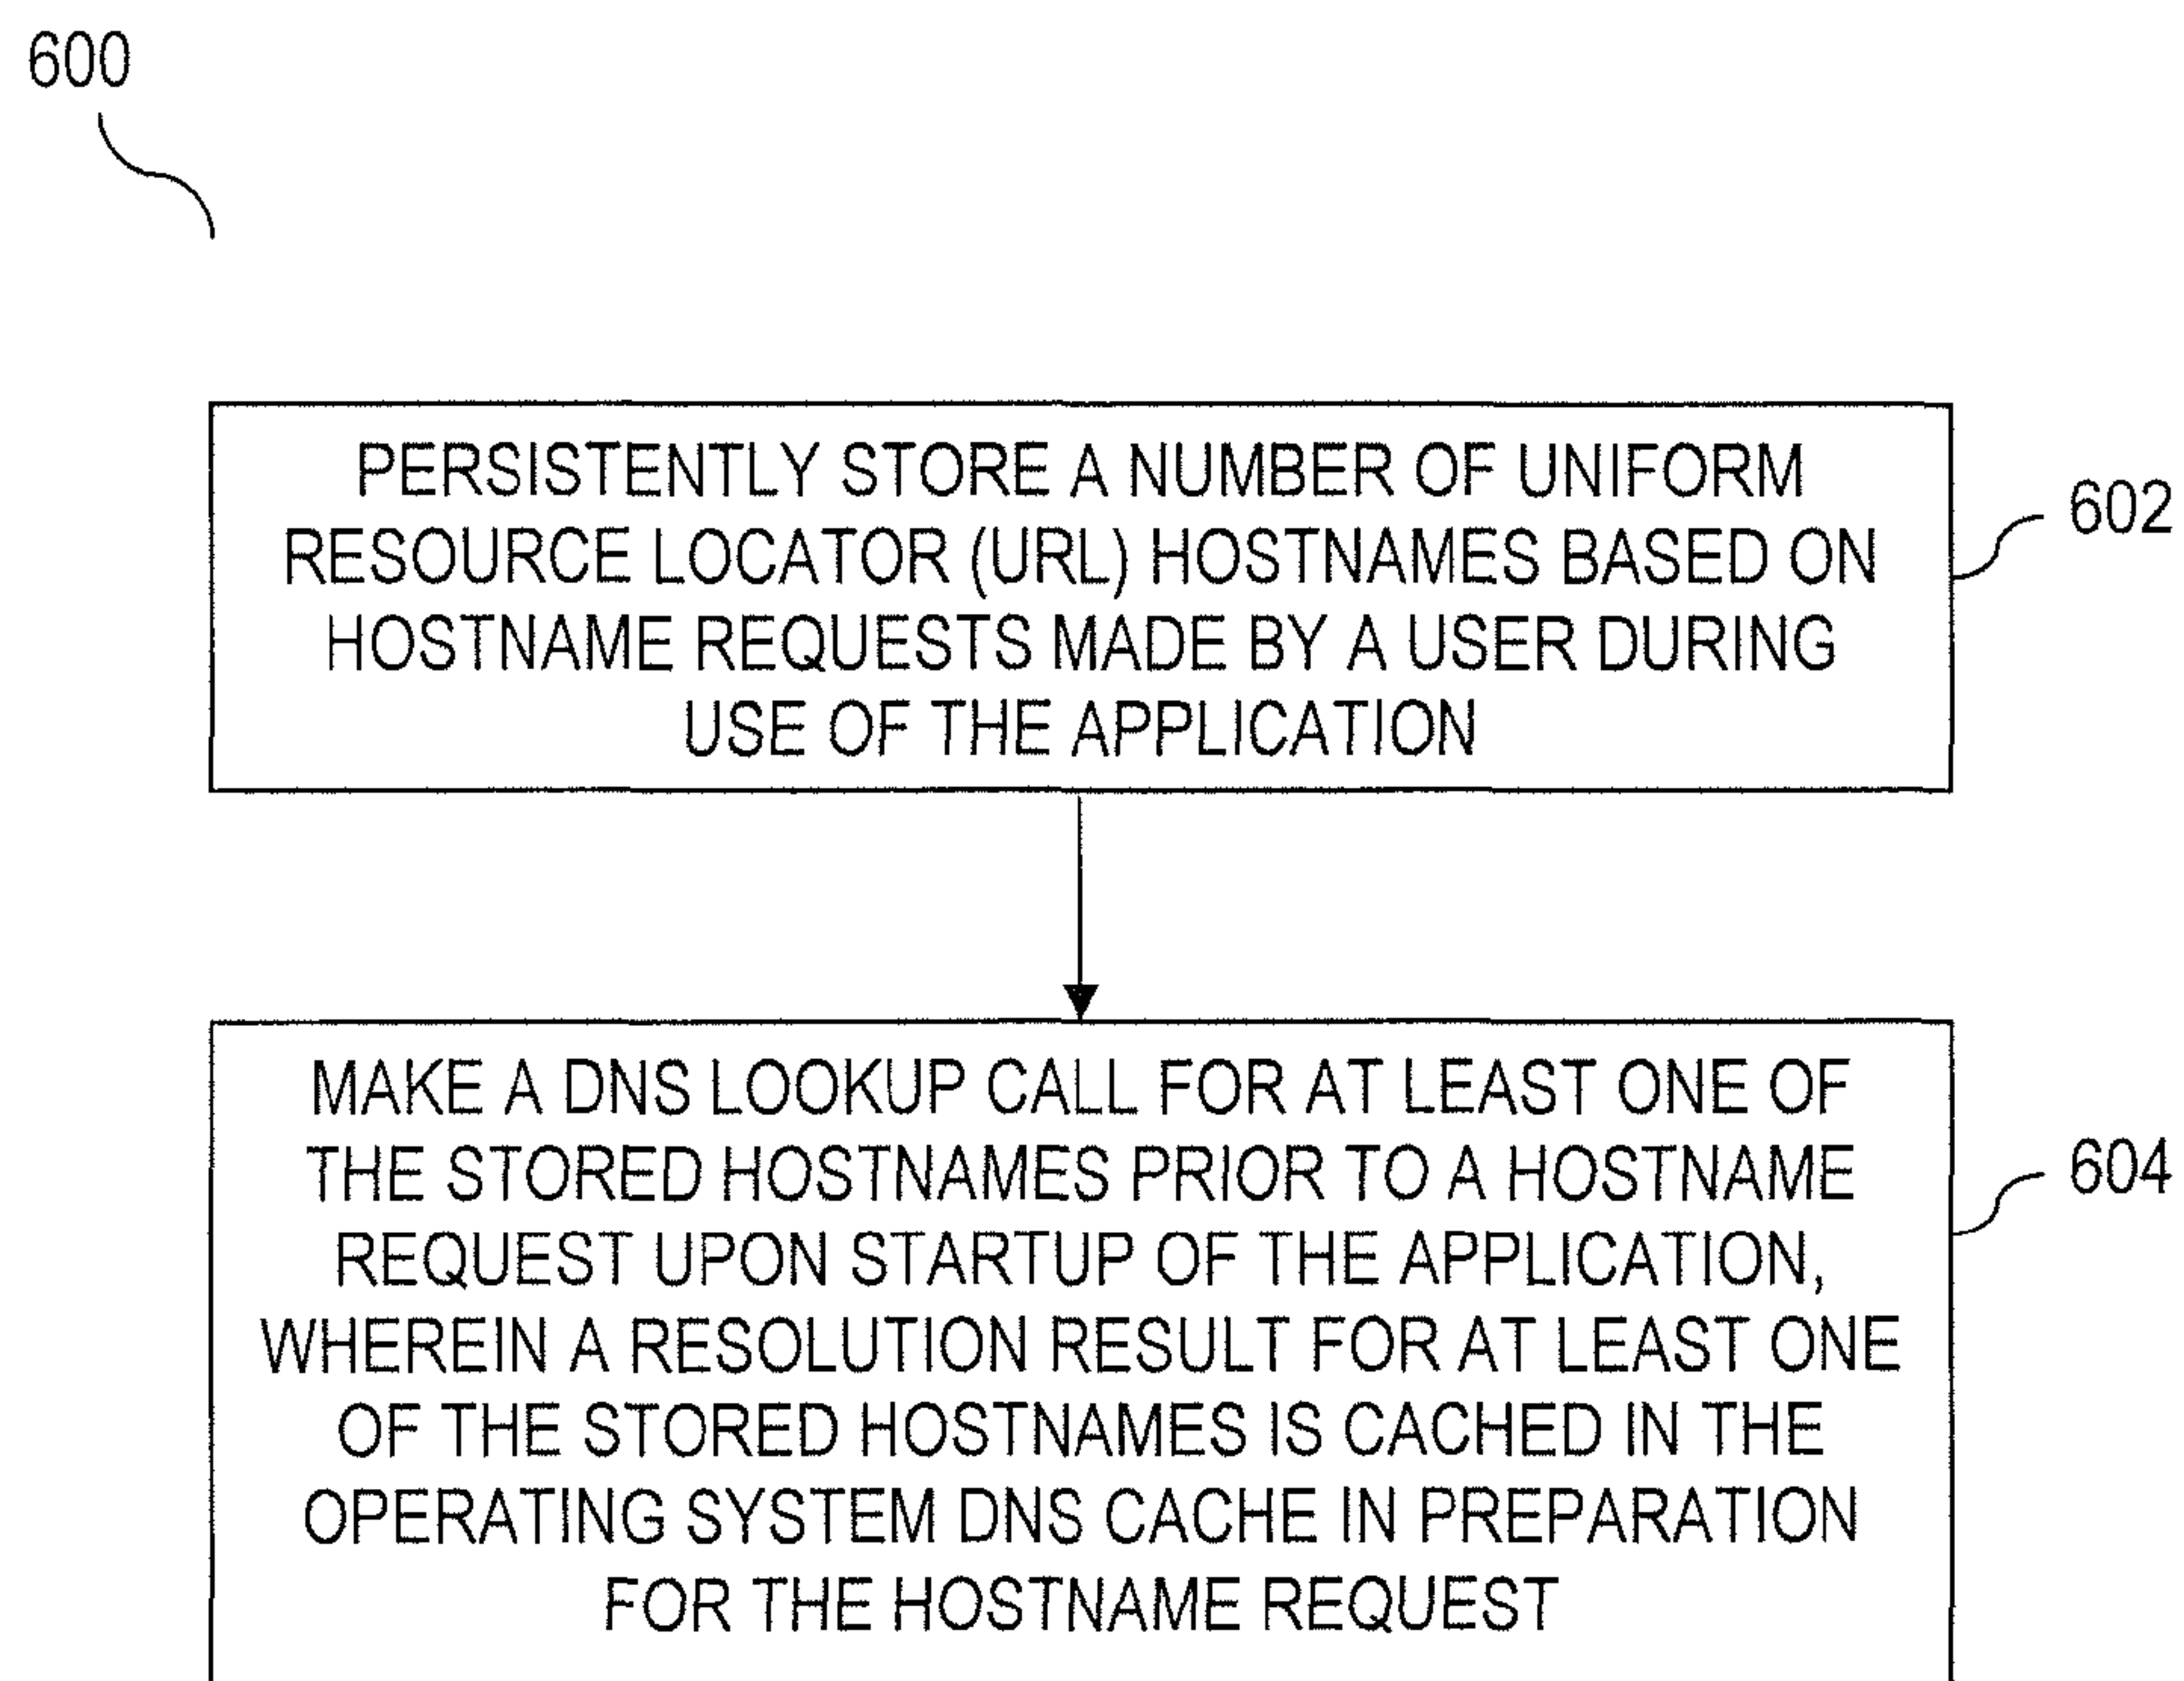 600
PERSISTENTLY STORE A NUMBER OF UNIFORM
RESOURCE LOCATOR (URL) HOSTNAMES BASED ON
HOSTNAME REQUESTS MADE BY A USER DURING
USE OF THE APPLICATION
602
MAKE A DNS LOOKUP CALL FOR AT LEAST ONE OF
THE STORED HOSTNAMES PRIOR TO A HOSTNAME
REQUEST UPON STARTUP OF THE APPLICATION,
WHEREIN A RESOLUTION RESULT FOR AT LEAST ONE
OF THE STORED HOSTNAMES IS CACHED IN THE
OPERATING SYSTEM DNS CACHE IN PREPARATION
FOR THE HOSTNAME REQUEST
604